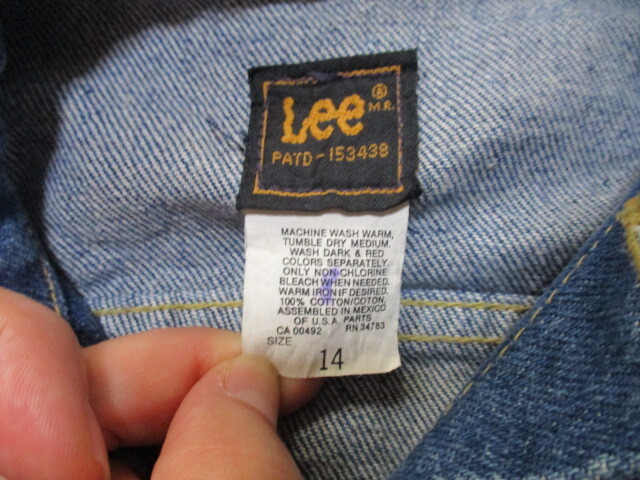 Lee ®
M.R.
PATD-153438
MACHINE WASH WARM,
TUMBLE DRY MEDIUM.
WASH DARK & RED
COLORS SEPARATELY.
ONLY NON-CHLORINE
BLEACH WHEN NEEDED.
WARM IRON IF DESIRED.
100% COTTON/COTON,
ASSEMBLED IN MEXICO
OF U.S.A. PARTS
CA 00492 RN 34783
SIZE
14